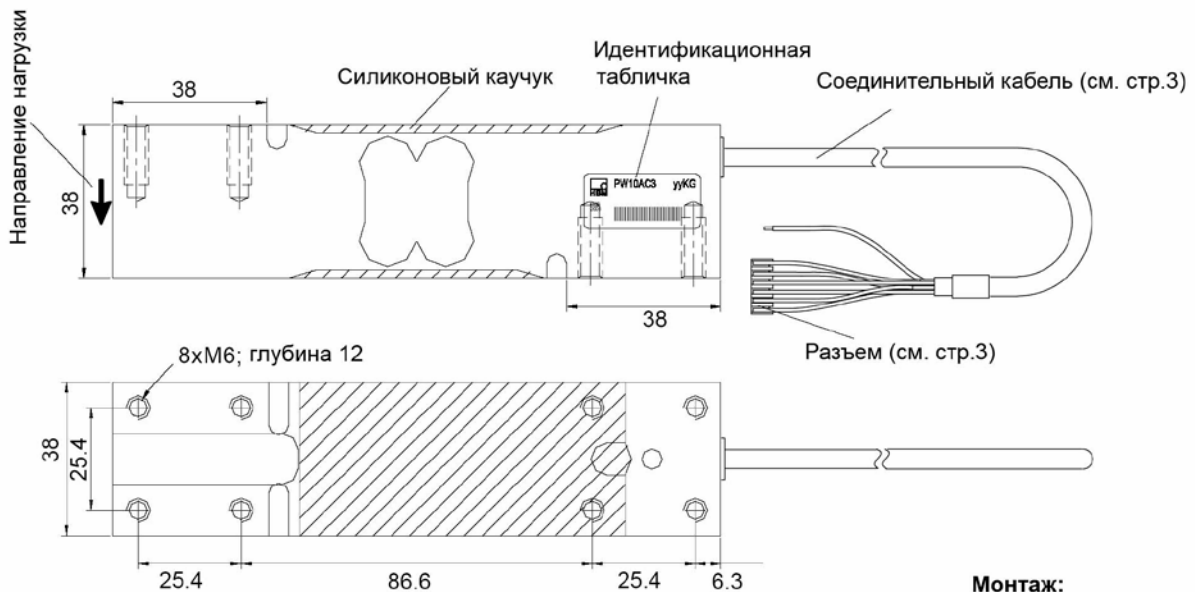 Направление нагрузки
38
Силиконовый каучук
Идентификационная
табличка
Соединительный кабель (см. стр.3)
38
HBM
PW10AC3 yyKG
38
Разъем (см. стр.3)
8xM6; глубина 12
38
25.4
25.4
86.6
25.4
6.3
Монтаж: